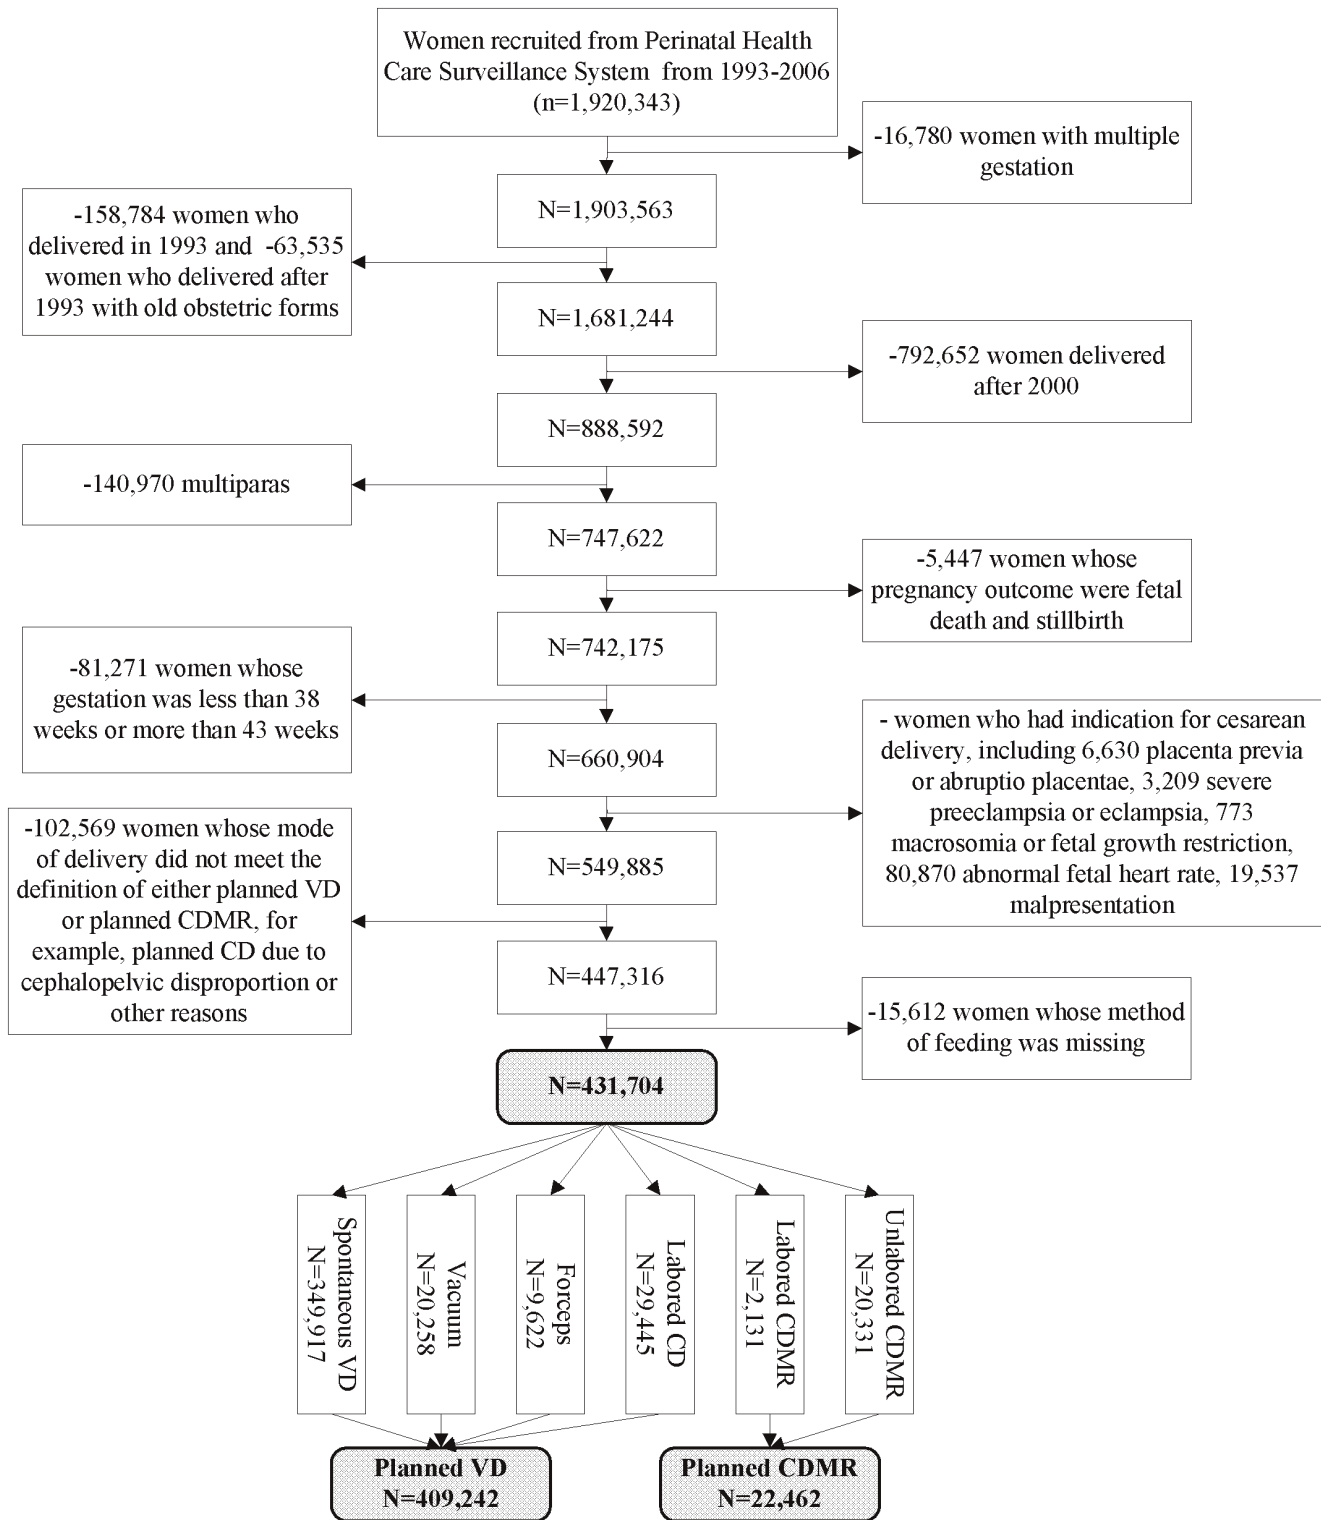 Women recruited from Perinatal Health
Care Surveillance System from 1993-2006
(n=1,920,343)
-16,780 women with multiple
gestation
N=1,903,563
-158,784 women who
delivered in 1993 and -63,535
women who delivered after
1993 with old obstetric forms
N=1,681,244
-792,652 women delivered
after 2000
N=888,592
-140,970 multiparas
N=747,622
-5,447 women whose
pregnancy outcome were fetal
death and stillbirth
N=742,175
-81,271 women whose
gestation was less than 38
weeks or more than 43 weeks
N=660,904
- women who had indication for cesarean
delivery, including 6,630 placenta previa
or abruptio placentae, 3,209 severe
preeclampsia or eclampsia, 773
macrosomia or fetal growth restriction,
80,870 abnormal fetal heart rate, 19,537
malpresentation
N=549,885
-102,569 women whose mode
of delivery did not meet the
definition of either planned VD
or planned CDMR, for
example, planned CD due to
cephalopelvic disproportion or
other reasons
N=447,316
-15,612 women whose method
of feeding was missing
N=431,704
Spontaneous VD
N=349,917
Vacuum
N=20,258
Forceps
N=9,622
Labored CD
N=29,445
Labored CDMR
N=2,131
Unlabored CDMR
N=20,331
Planned VD
N=409,242
Planned CDMR
N=22,462